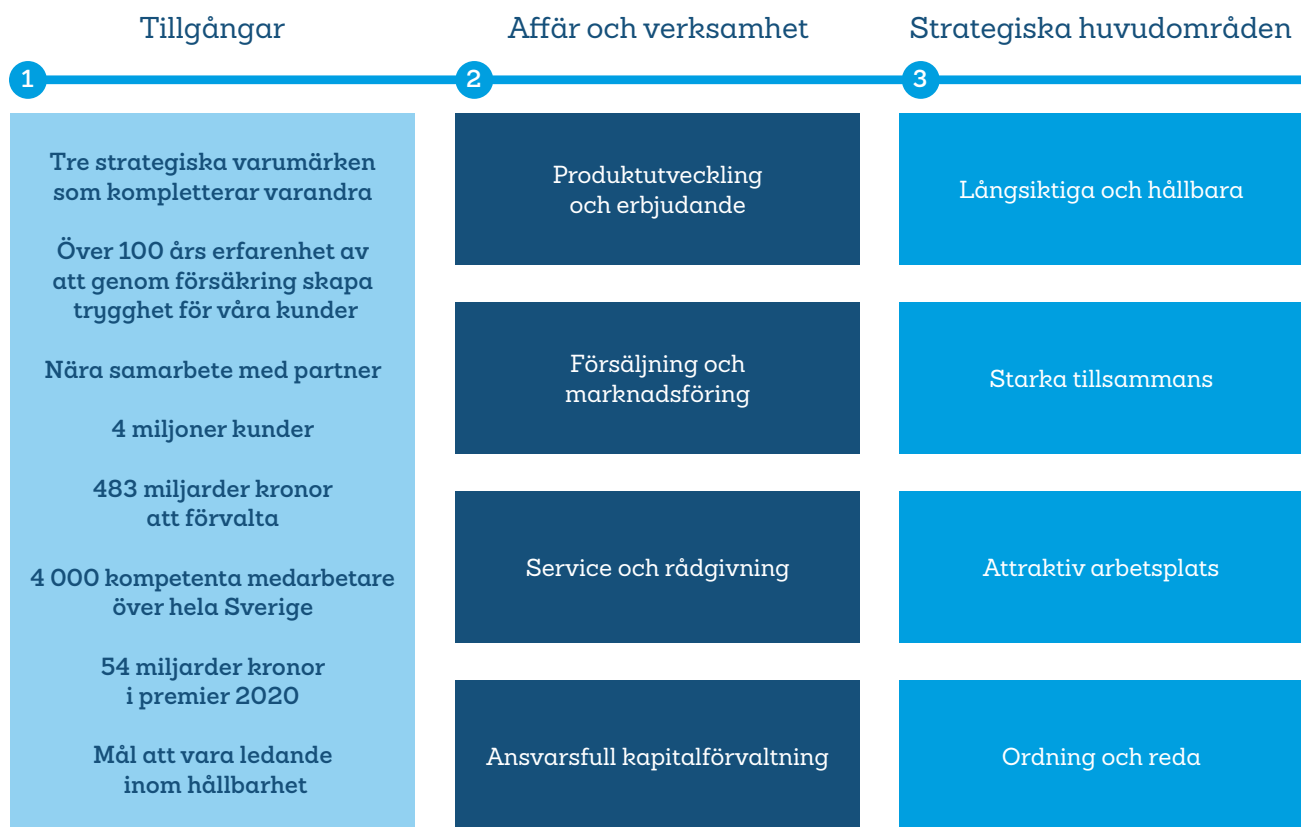 Tillgångar
Affär och verksamhet
Strategiska huvudområden
1
2
3
Tre strategiska varumärken
som kompletterar varandra
Över 100 års erfarenhet av
att genom försäkring skapa
trygghet för våra kunder
Nära samarbete med partner
4 miljoner kunder
483 miljarder kronor
att förvalta
4 000 kompetenta medarbetare
över hela Sverige
54 miljarder kronor
i premier 2020
Mål att vara ledande
inom hållbarhet
Produktutveckling
och erbjudande
Försäljning och
marknadsföring
Service och rådgivning
Ansvarsfull kapitalförvaltning
Långsiktiga och hållbara
Starka tillsammans
Attraktiv arbetsplats
Ordning och reda